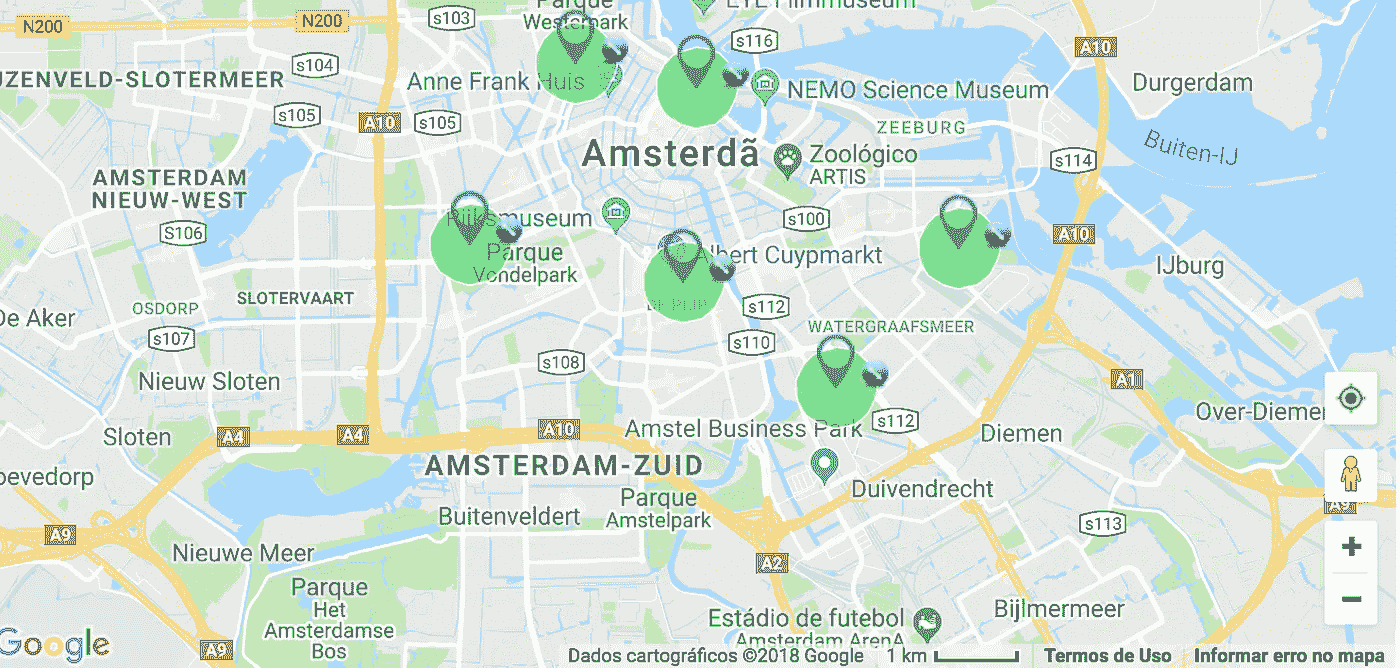 Parque
EYE Filmmuseum
N200
N200
s103
Westerpark
s116
A10
UZENVELD-SLOTERMEER
s104
Anne Frank Huis
NEMO Science Museum
Durgerdam
s105
A10
s105
ZEEBURG
Buiten-IJ
Amsterdã
Zoológico
ARTIS
s114
AMSTERDAM
NIEUW-WEST
s106
Rijksmuseum
s100
A10
Parque
Vondelpark
Albert Cuypmarkt
IJburg
OSDORP
SLOTERVAART
DE PIJP
s112
De Aker
s107
WATERGRAAFSMEER
s110
s108
Nieuw Sloten
A1
Over-Diemen
Sloten
A4
A4
A10
Amstel Business Park
s112
Diemen
AMSTERDAM-ZUID
oevedorp
Parque
Amstelpark
Duivendrecht
A9
Buitenveldert
s113
A9
Nieuwe Meer
A2
Parque
Het
Amsterdamse
Bos
Bijlmermeer
Estádio de futebol
Amsterdam ArenA
Google
A9
Dados cartográficos ©2018 Google
1 km
Termos de Uso
Informar erro no mapa